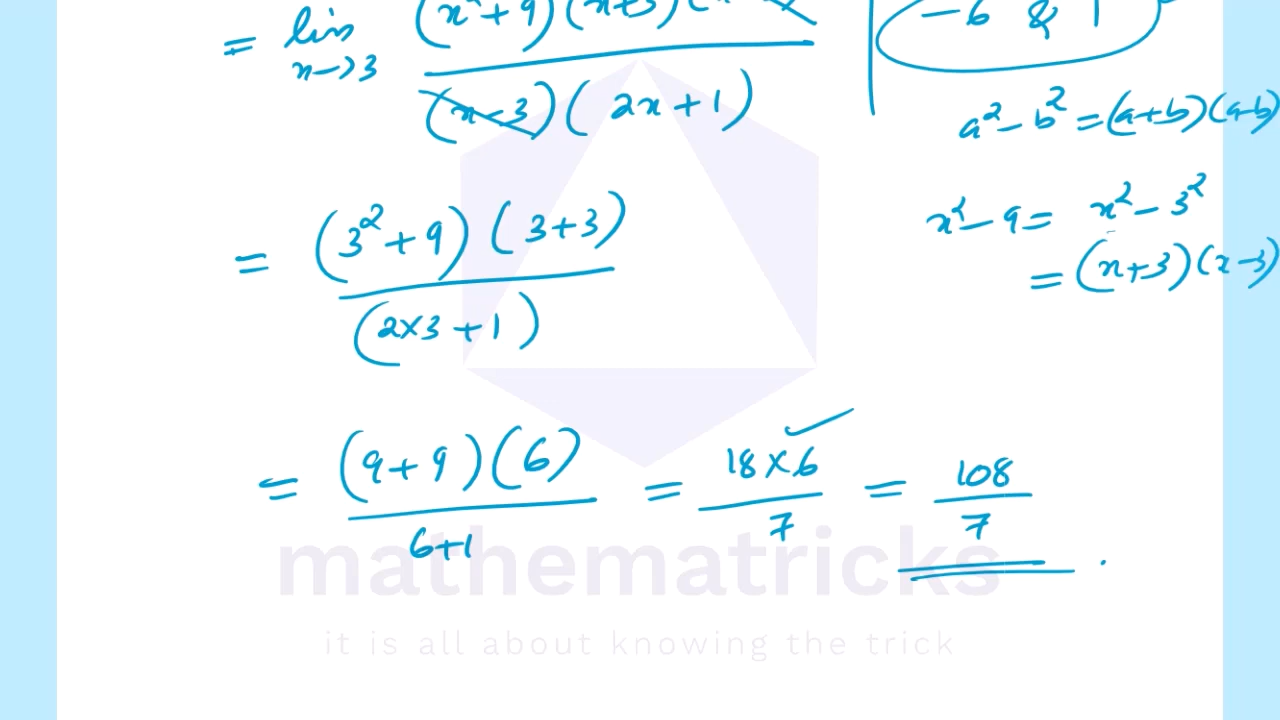 = lim x→3 (x²+9)(x+3)(x-3) / (x-3)(2x+1)
-6 & 1
a² - b² = (a+b)(a-b)
x² - 9 = x² - 3²
= (x+3)(x-3)
= (3²+9)(3+3) / (2×3+1)
= (9+9)(6) / 6+1 = 18×6 / 7 = 108 / 7
mathematricks
it is all about knowing the trick